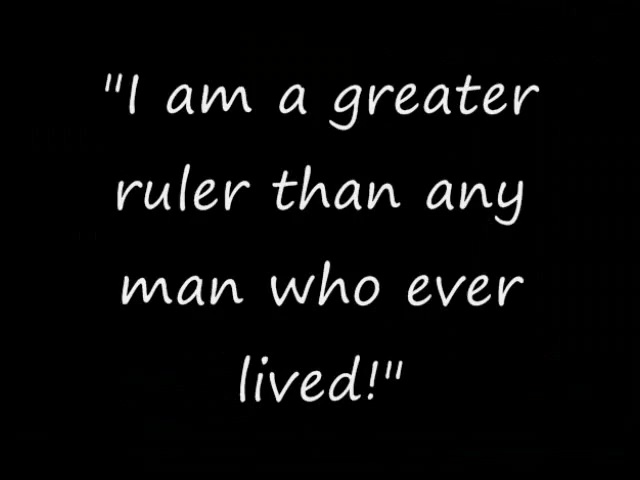 "I am a greater
ruler than any
man who ever
lived!"